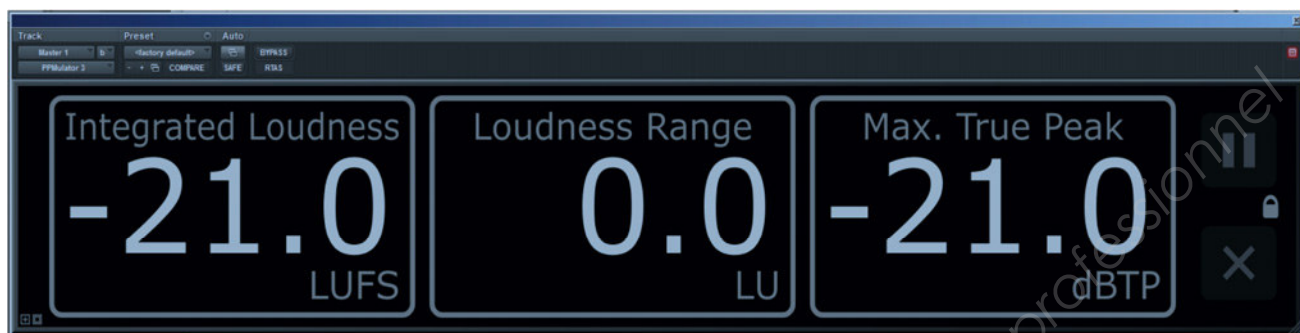 Track Preset Auto
Master 1 b <factory default> BYPASS
PPMulator 3 - + COMPARE SAFE RTAS
Integrated Loudness Loudness Range Max. True Peak
-21.0 0.0 -21.0
LUFS LU dBTP
professionnel